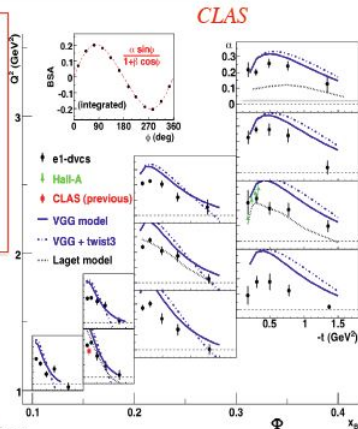 CLAS
Q² (GeV²)
BSA
0.2
0.1
0
-0.1
-0.2
(integrated)
α sinϕ
1+β cosϕ
0 90 180 270 360
ϕ (deg)
α
0.3
0.2
0.1
0
3
2
1
e1-dvcs
Hall-A
CLAS (previous)
VGG model
VGG + twist3
Laget model
0.5 1 1.5
-t (GeV²)
0.1 0.2 0.3 0.4
Φ